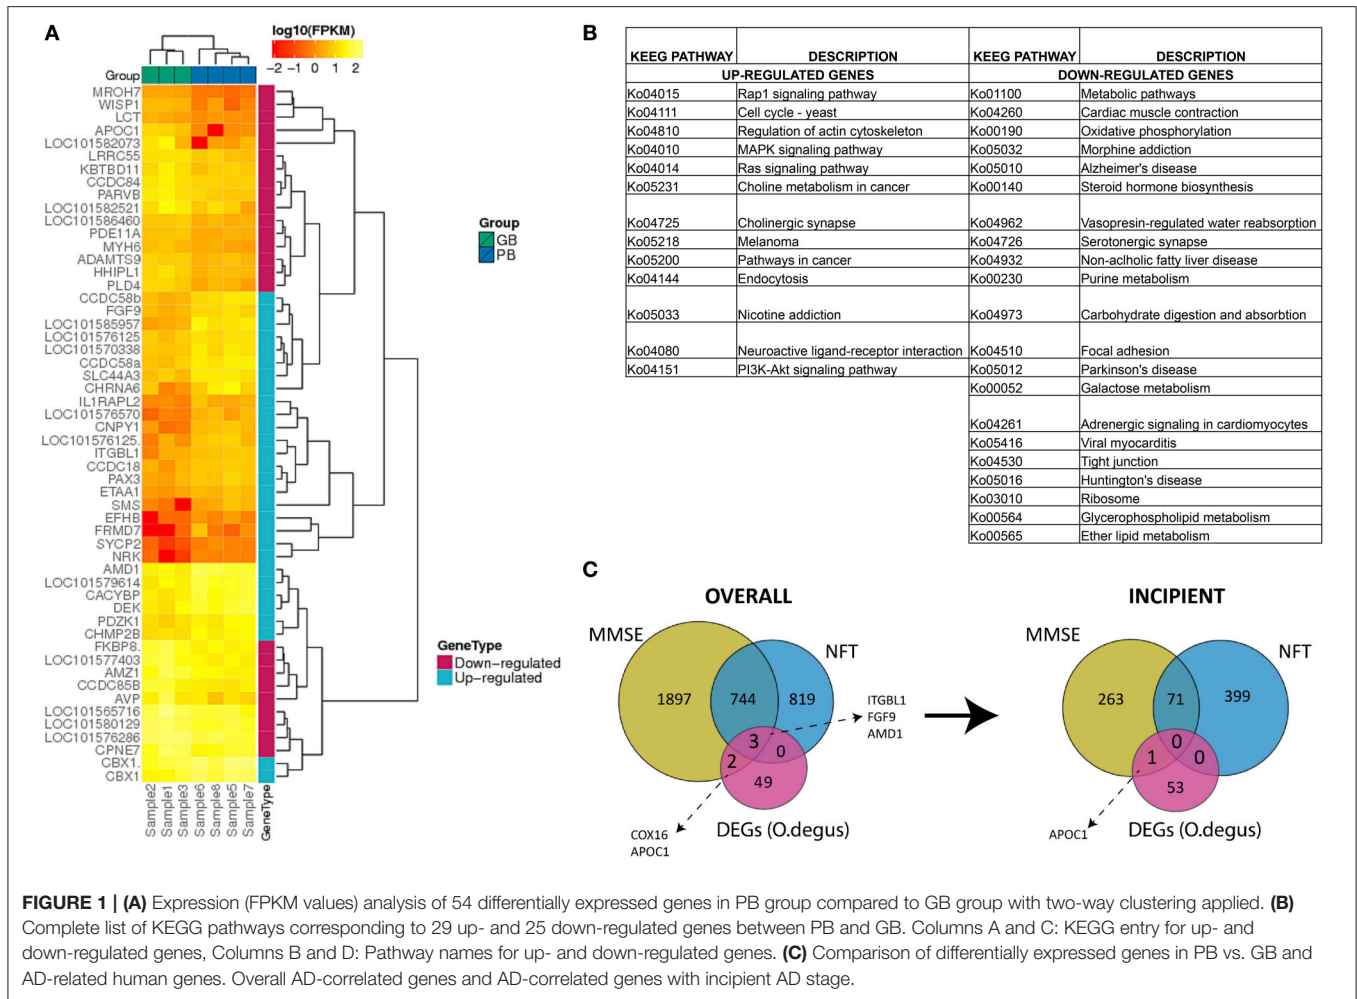 A
log10(FPKM)
−2 −1 0 1 2
Group
MROH7
WISP1
LCT
APOC1
LOC101582073
LRRC55
KBTBD11
CCDC84
PARVB
LOC101582521
LOC101586460
PDE11A
MYH6
ADAMTS9
HHIPL1
PLD4
CCDC58b
FGF9
LOC101585957
LOC101576125
LOC101570338
CCDC58a
SLC44A3
CHRNA6
IL1RAPL2
LOC101576570
CNPY1
LOC101576125.
ITGBL1
CCDC18
PAX3
ETAA1
SMS
EFHB
FRMD7
SYCP2
NRK
AMD1
LOC101579614
CACYBP
DEK
PDZK1
CHMP2B
FKBP8.
LOC101577403
AMZ1
CCDC85B
AVP
LOC101565716
LOC101580129
LOC101576286
CPNE7
CBX1.
CBX1
Sample2
Sample1
Sample3
Sample6
Sample8
Sample5
Sample7
GeneType
Group
GB
PB
GeneType
Down−regulated
Up−regulated
B
KEEG PATHWAY DESCRIPTION KEEG PATHWAY DESCRIPTION
UP-REGULATED GENES DOWN-REGULATED GENES
Ko04015 Rap1 signaling pathway Ko01100 Metabolic pathways
Ko04111 Cell cycle - yeast Ko04260 Cardiac muscle contraction
Ko04810 Regulation of actin cytoskeleton Ko00190 Oxidative phosphorylation
Ko04010 MAPK signaling pathway Ko05032 Morphine addiction
Ko04014 Ras signaling pathway Ko05010 Alzheimer's disease
Ko05231 Choline metabolism in cancer Ko00140 Steroid hormone biosynthesis
Ko04725 Cholinergic synapse Ko04962 Vasopressin-regulated water reabsorption
Ko05218 Melanoma Ko04726 Serotonergic synapse
Ko05200 Pathways in cancer Ko04932 Non-aclholic fatty liver disease
Ko04144 Endocytosis Ko00230 Purine metabolism
Ko05033 Nicotine addiction Ko04973 Carbohydrate digestion and absorbtion
Ko04080 Neuroactive ligand-receptor interaction Ko04510 Focal adhesion
Ko04151 PI3K-Akt signaling pathway Ko05012 Parkinson's disease
Ko00052 Galactose metabolism
Ko04261 Adrenergic signaling in cardiomyocytes
Ko05416 Viral myocarditis
Ko04530 Tight junction
Ko05016 Huntington's disease
Ko03010 Ribosome
Ko00564 Glycerophospholipid metabolism
Ko00565 Ether lipid metabolism
C
OVERALL
MMSE
NFT
1897
744
819
3
0
2
49
ITGBL1
FGF9
AMD1
COX16
APOC1
DEGs (O.degus)
INCIPIENT
MMSE
NFT
263
71
399
0
1
0
53
APOC1
DEGs (O.degus)
FIGURE 1 | (A) Expression (FPKM values) analysis of 54 differentially expressed genes in PB group compared to GB group with two-way clustering applied. (B)
Complete list of KEGG pathways corresponding to 29 up- and 25 down-regulated genes between PB and GB. Columns A and C: KEGG entry for up- and
down-regulated genes, Columns B and D: Pathway names for up- and down-regulated genes. (C) Comparison of differentially expressed genes in PB vs. GB and
AD-related human genes. Overall AD-correlated genes and AD-correlated genes with incipient AD stage.